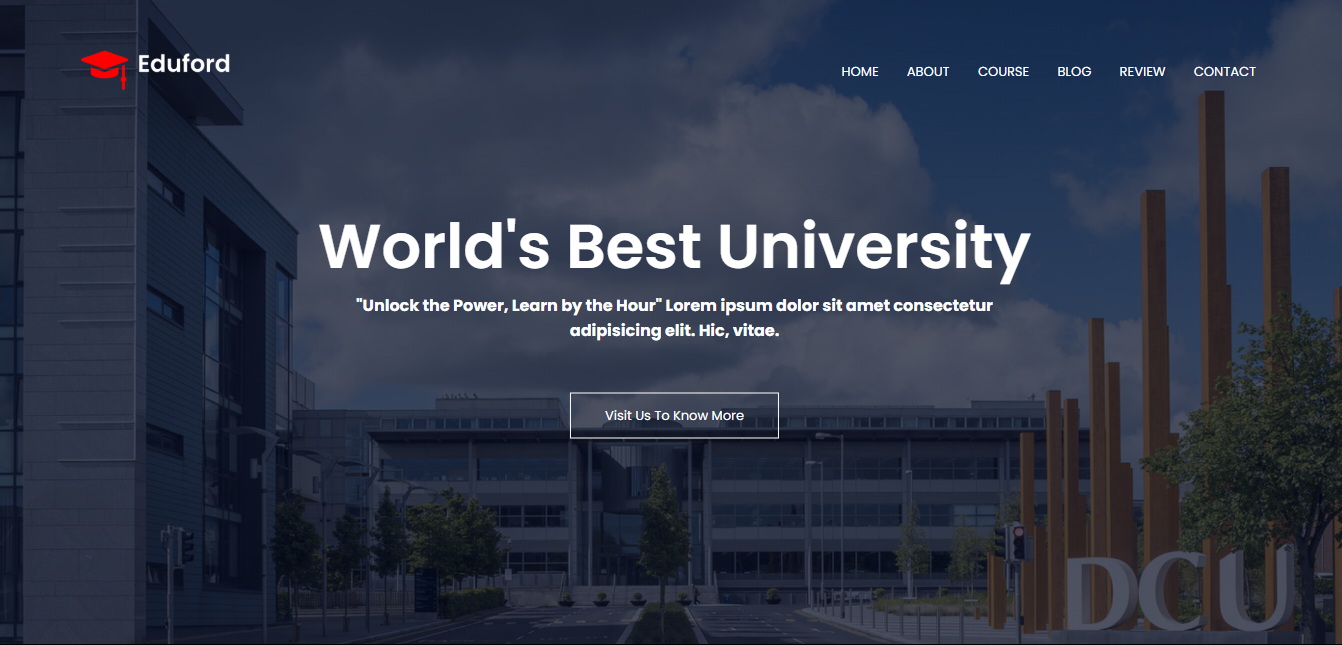 Eduford
HOME ABOUT COURSE BLOG REVIEW CONTACT
World's Best University
"Unlock the Power, Learn by the Hour" Lorem ipsum dolor sit amet consectetur
adipisicing elit. Hic, vitae.
Visit Us To Know More
DCU